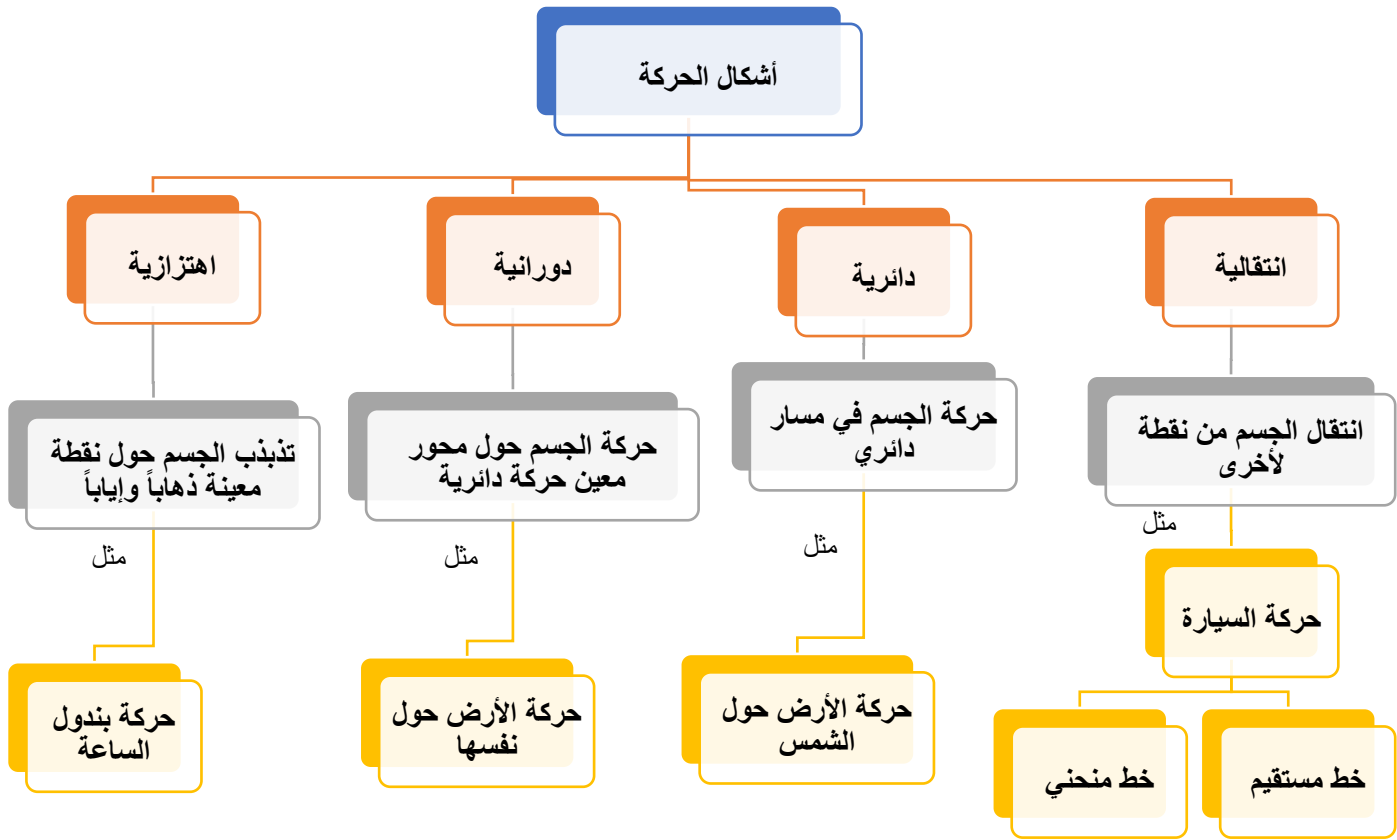 أشكال الحركة
انتقالية
دائرية
دورانية
اهتزازية
انتقال الجسم من نقطة
لأخرى
حركة الجسم في مسار
دائري
حركة الجسم حول محور
معين حركة دائرية
تذبذب الجسم حول نقطة
معينة ذهاباً وإياباً
مثل
مثل
مثل
مثل
حركة السيارة
خط مستقيم
خط منحني
حركة الأرض حول
الشمس
حركة الأرض حول
نفسها
حركة بندول
الساعة